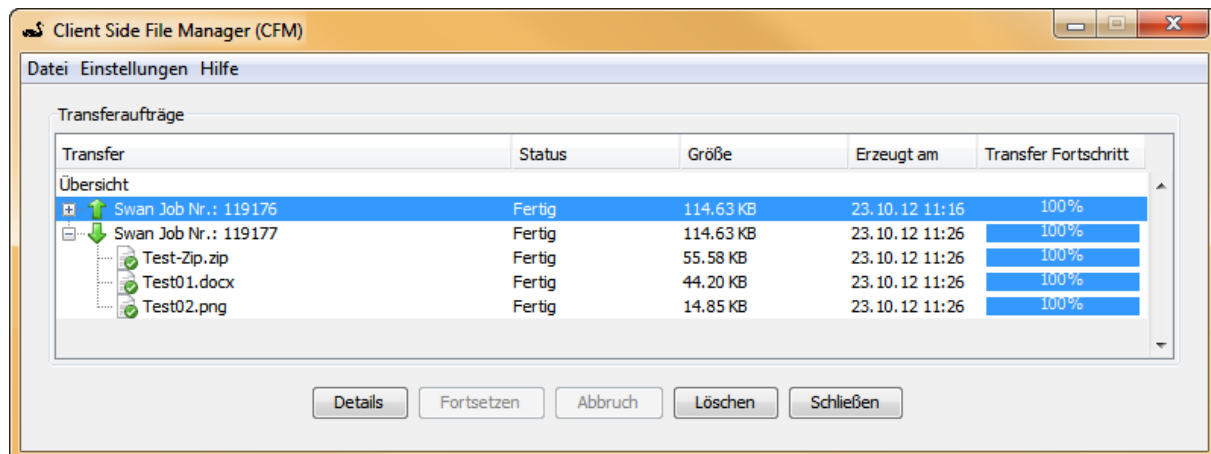 Client Side File Manager (CFM)
Datei Einstellungen Hilfe
Transferaufträge
Transfer Status Größe Erzeugt am Transfer Fortschritt
Übersicht
Swan Job Nr.: 119176 Fertig 114.63 KB 23.10.12 11:16 100%
Swan Job Nr.: 119177 Fertig 114.63 KB 23.10.12 11:26 100%
Test-Zip.zip Fertig 55.58 KB 23.10.12 11:26 100%
Test01.docx Fertig 44.20 KB 23.10.12 11:26 100%
Test02.png Fertig 14.85 KB 23.10.12 11:26 100%
Details Fortsetzen Abbruch Löschen Schließen